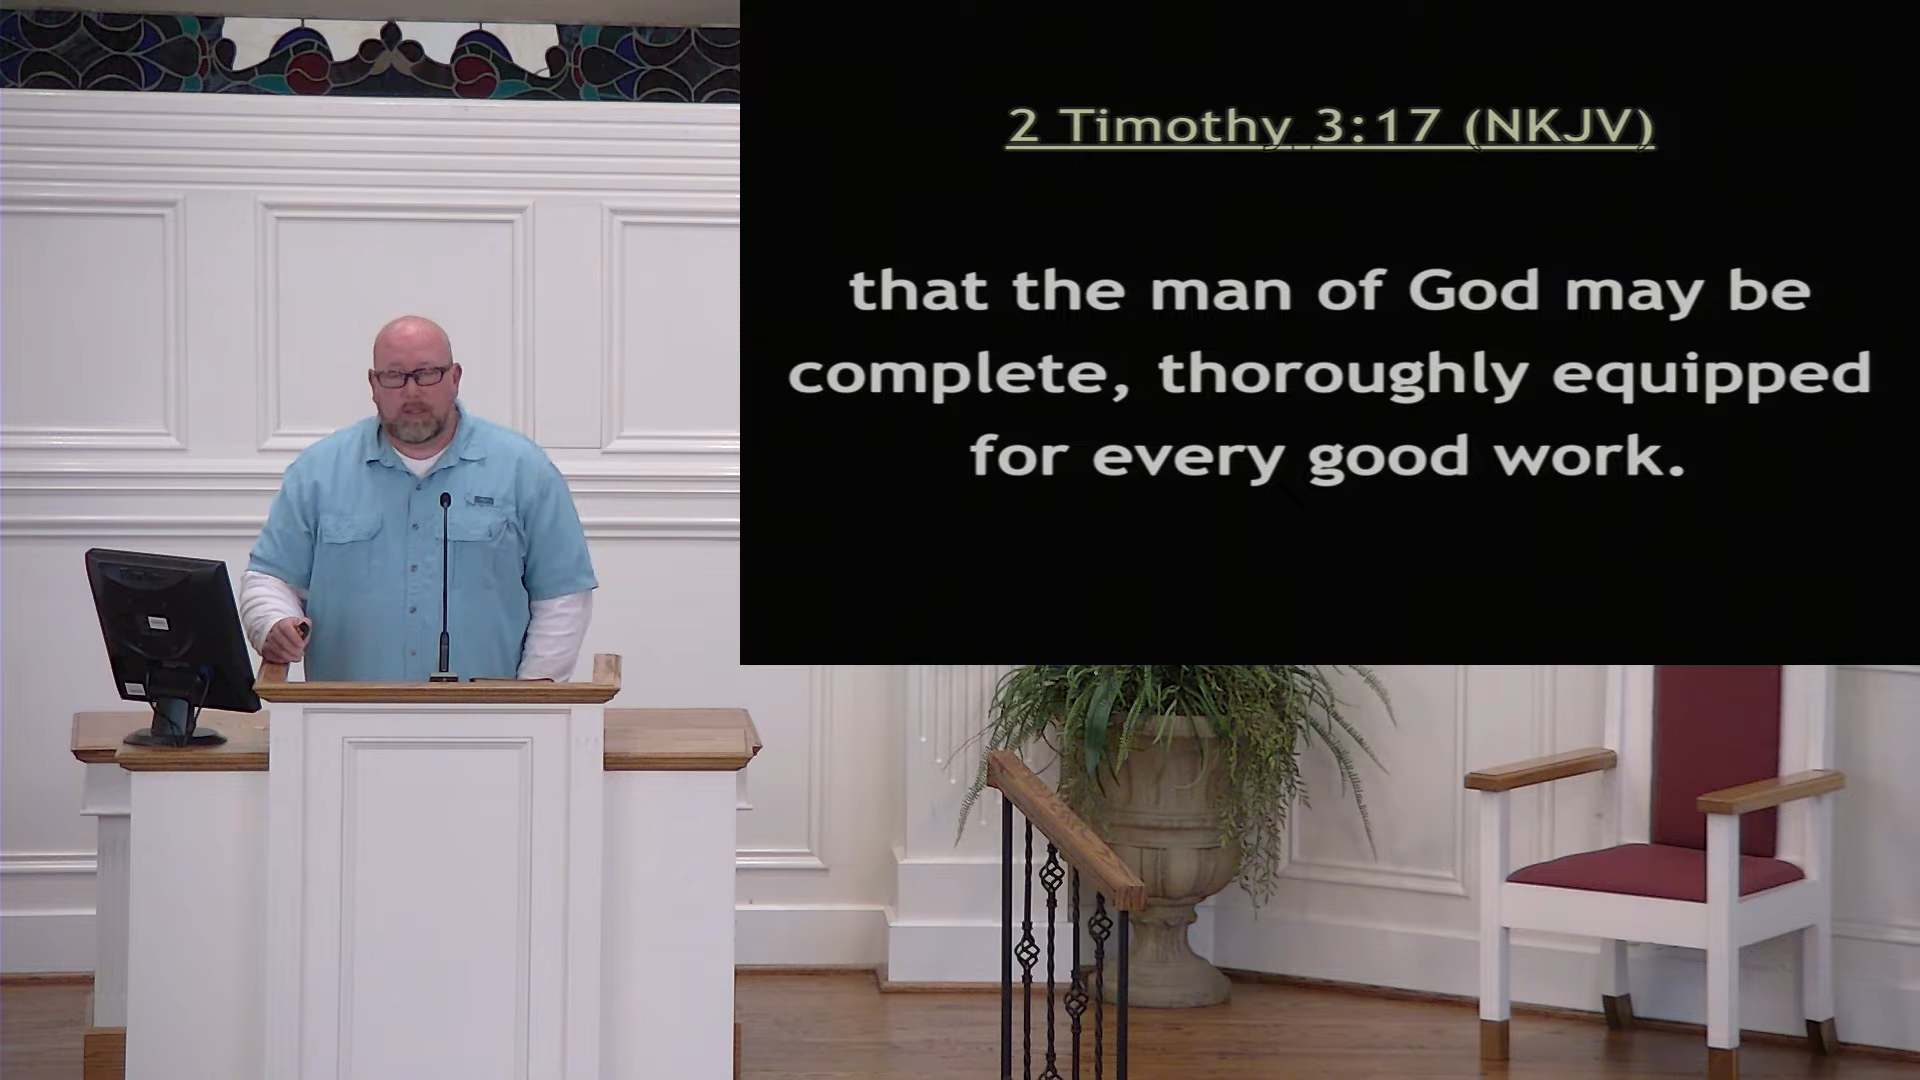 2 Timothy 3:17 (NKJV)
that the man of God may be
complete, thoroughly equipped
for every good work.